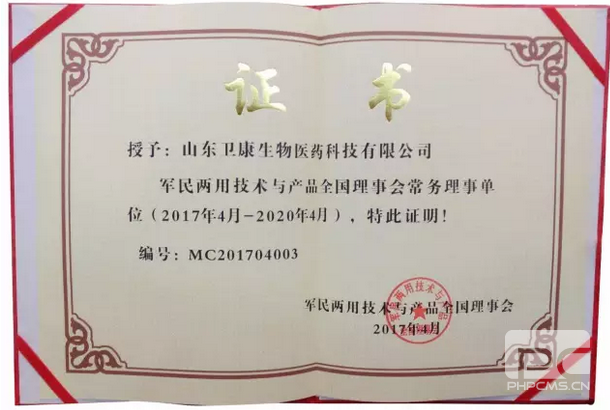 证 书
授予：山东卫康生物医药科技有限公司
军民两用技术与产品全国理事会常务理事单
位（2017年4月-2020年4月），特此证明！
编号：MC201704003
军民两用技术与产品全国理事会
2017年4月
PHPCMS.CN